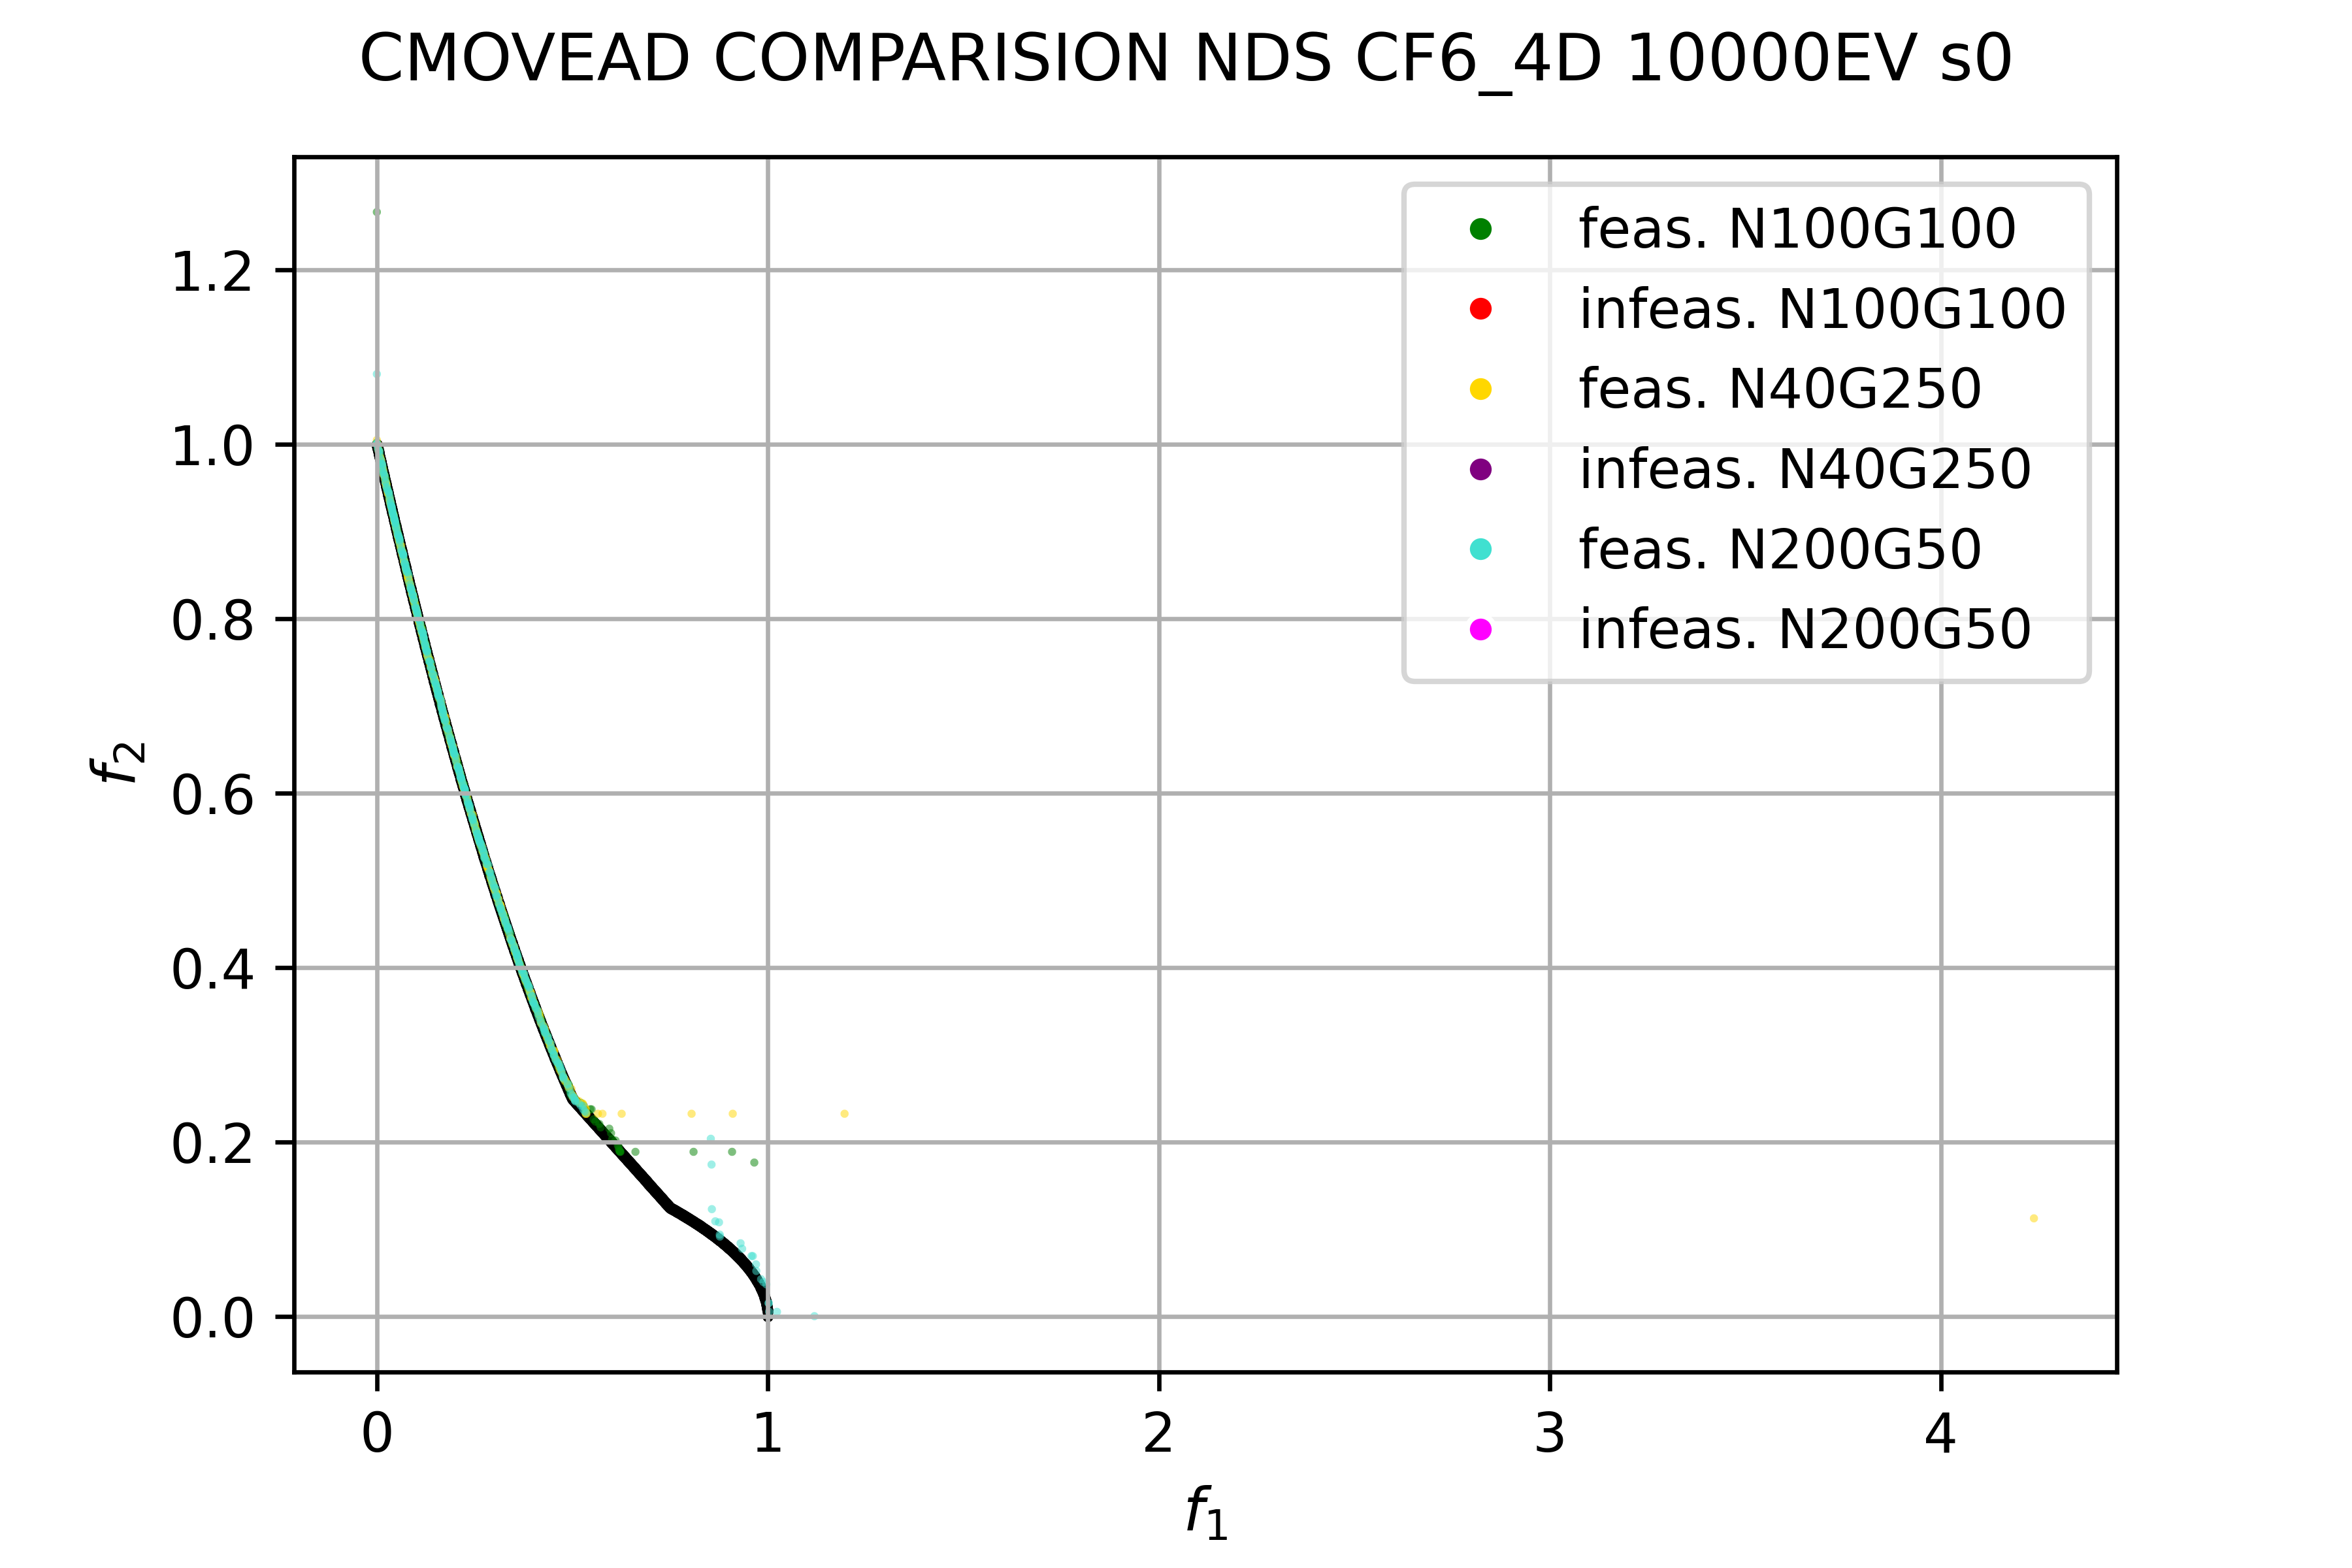 CMOVEAD COMPARISION NDS CF6_4D 10000EV s0
feas. N100G100
infeas. N100G100
feas. N40G250
infeas. N40G250
feas. N200G50
infeas. N200G50
1.2
1.0
0.8
0.6
0.4
0.2
0.0
f2
0 1 2 3 4
f1